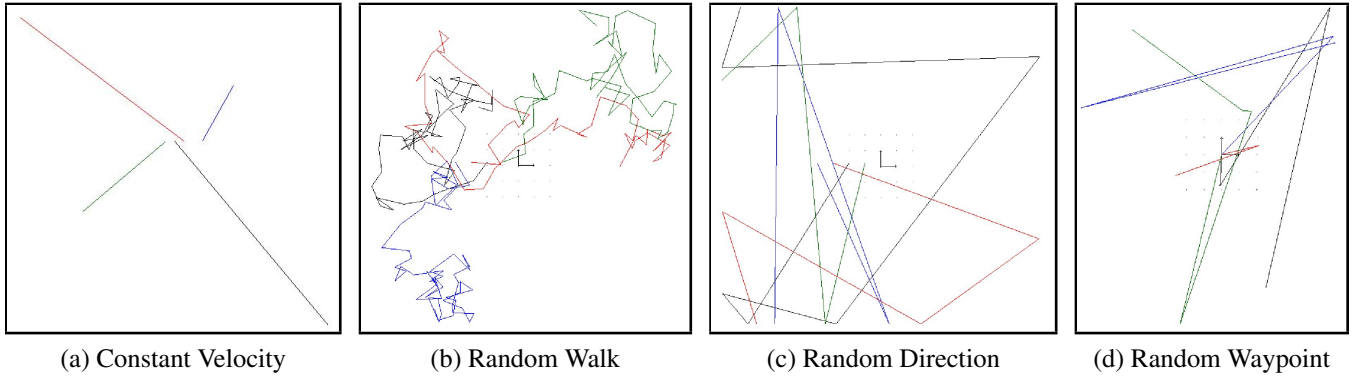 (a) Constant Velocity
(b) Random Walk
(c) Random Direction
(d) Random Waypoint